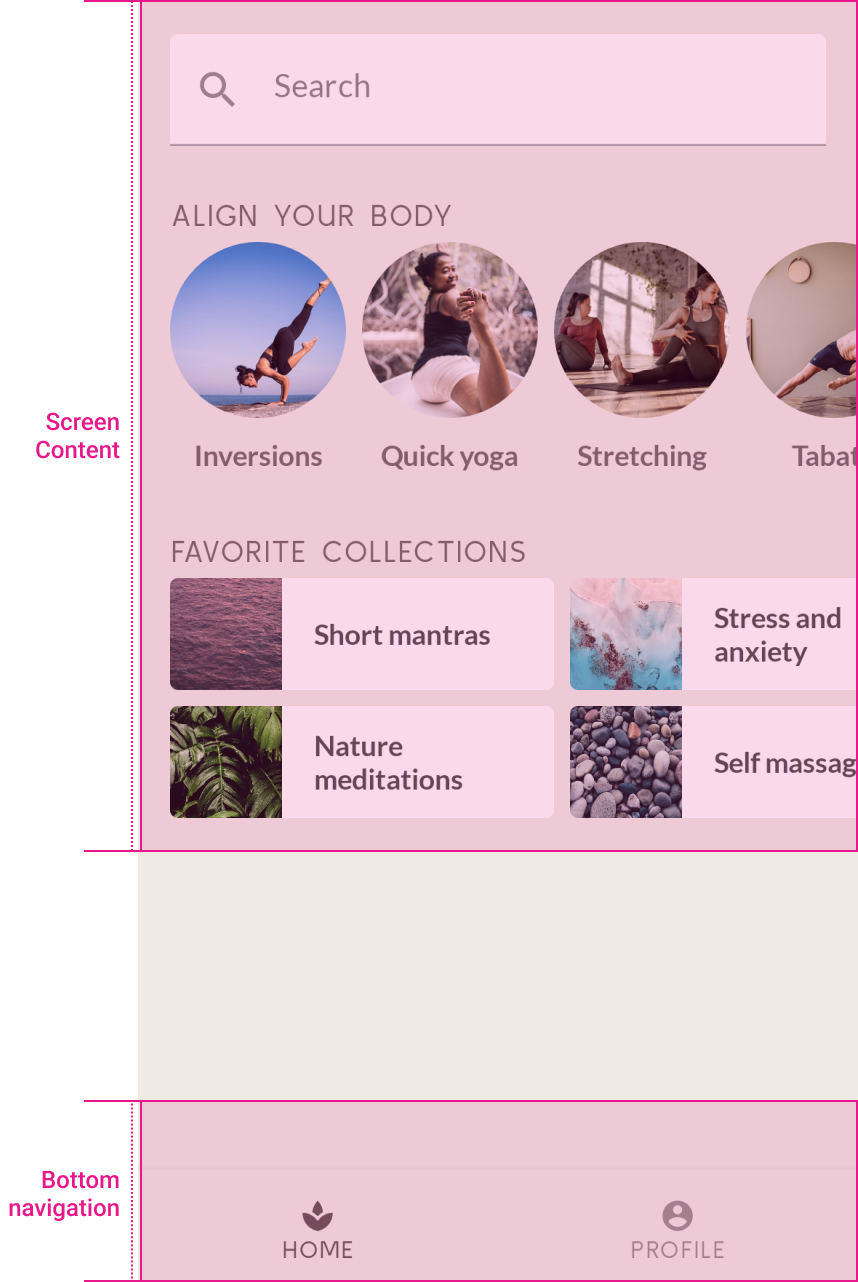 Search
ALIGN YOUR BODY
Inversions
Quick yoga
Stretching
Tabat
Screen
Content
FAVORITE COLLECTIONS
Short mantras
Stress and
anxiety
Nature
meditations
Self massag
Bottom
navigation
HOME
PROFILE